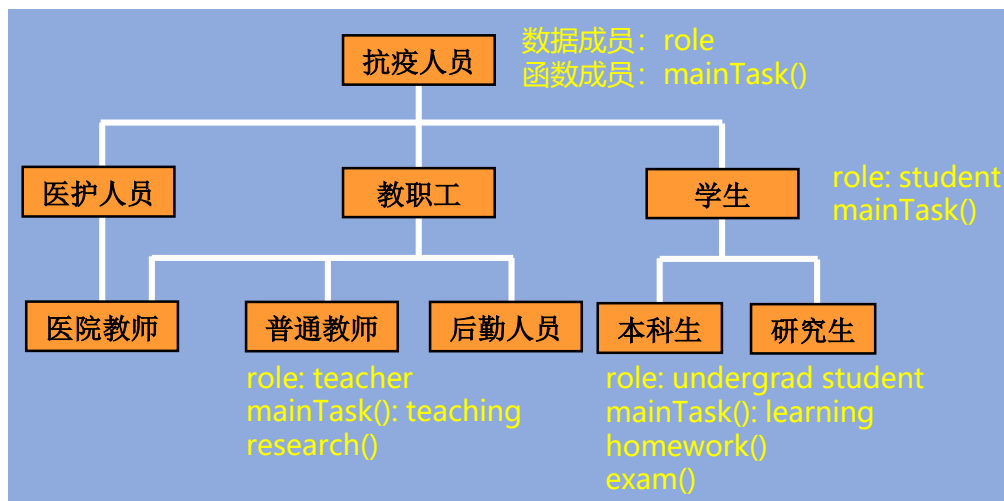 抗疫人员
数据成员：role
函数成员：mainTask()
医护人员
教职工
学生
role: student
mainTask()
医院教师
普通教师
后勤人员
本科生
研究生
role: teacher
mainTask(): teaching
research()
role: undergrad student
mainTask(): learning
homework()
exam()